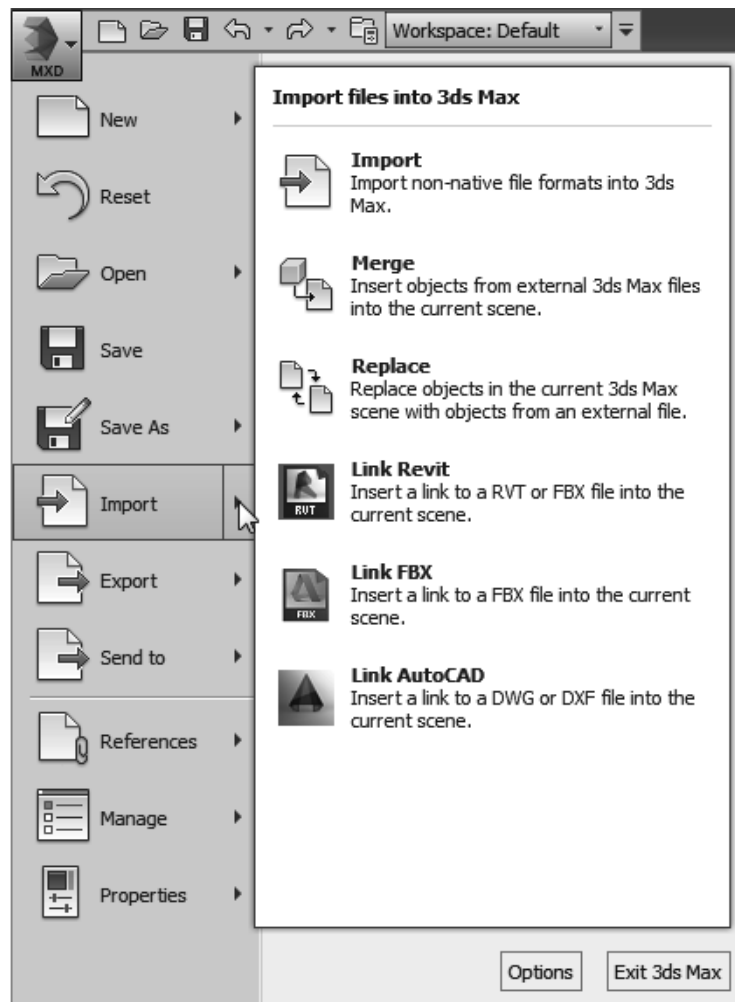 Workspace: Default
MXD
Import files into 3ds Max
New
Import
Import non-native file formats into 3ds
Max.
Reset
Merge
Insert objects from external 3ds Max files
into the current scene.
Open
Save
Replace
Replace objects in the current 3ds Max
scene with objects from an external file.
Save As
Link Revit
Insert a link to a RVT or FBX file into the
current scene.
RVT
Import
Link FBX
Insert a link to a FBX file into the current
scene.
FBX
Export
Send to
Link AutoCAD
Insert a link to a DWG or DXF file into the
current scene.
References
Manage
Properties
Options
Exit 3ds Max